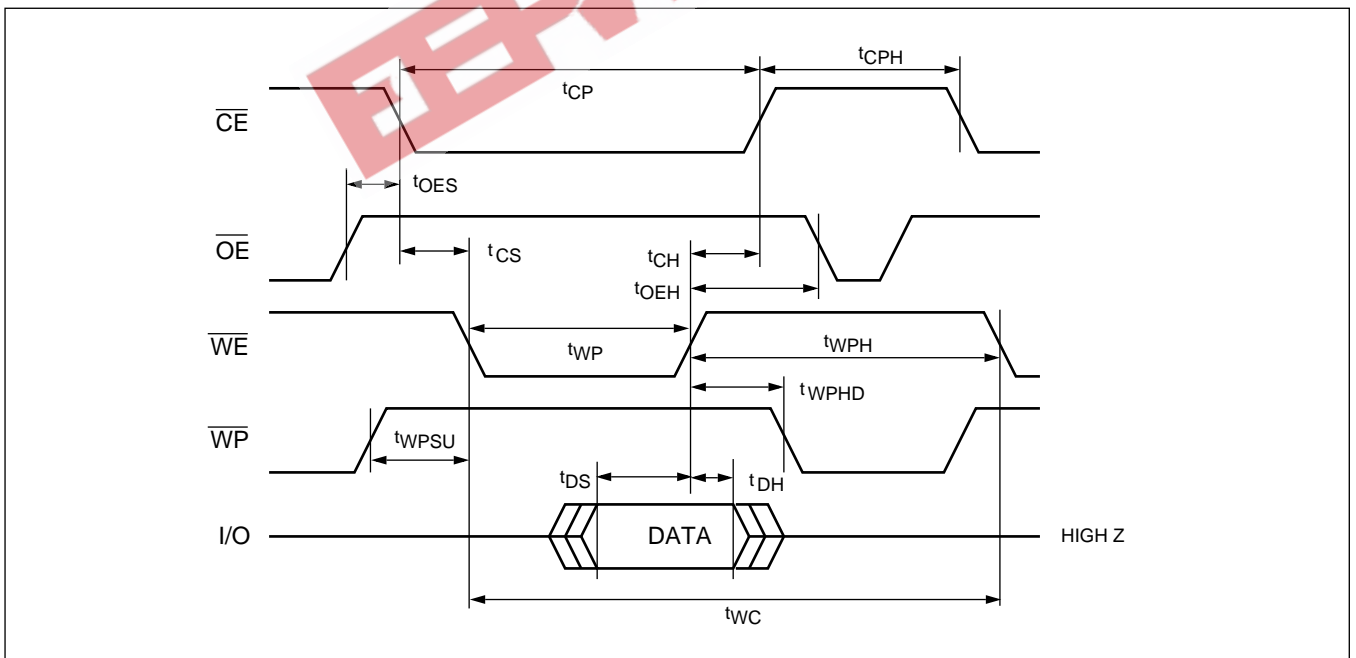 tCPH
tCP
CE
tOES
OE
tCS
tCH
tOEH
WE
tWP
tWPH
tWPHD
WP
tWPSU
tDS
tDH
I/O
DATA
HIGH Z
tWC